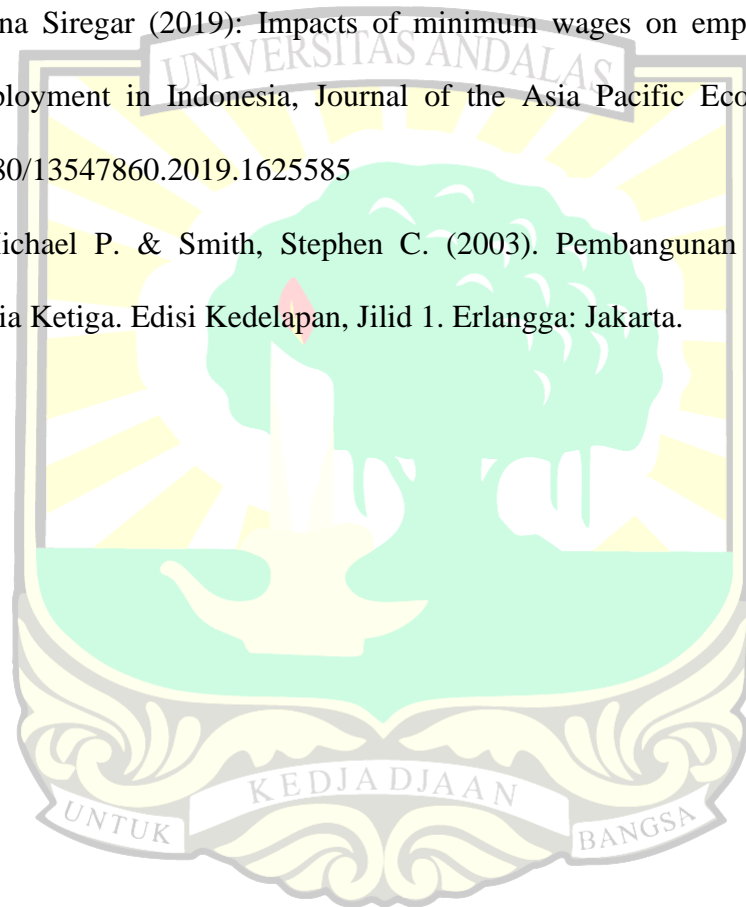 na Siregar (2019): Impacts of minimum wages on emp
UNIVERSITAS ANDALAS
ployment in Indonesia, Journal of the Asia Pacific Eco
80/13547860.2019.1625585
ichael P. & Smith, Stephen C. (2003). Pembangunan
ia Ketiga. Edisi Kedelapan, Jilid 1. Erlangga: Jakarta.
UNTUK KEDJADJAAN BANGSA